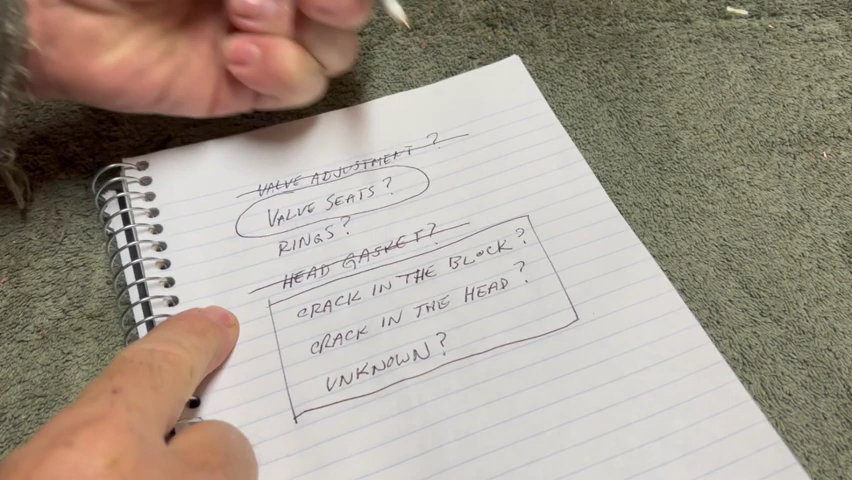 VALVE ADJUSTMENT?
VALVE SEATS?
RINGS?
HEAD GASKET?
CRACK IN THE BLOCK?
CRACK IN THE HEAD?
UNKNOWN?